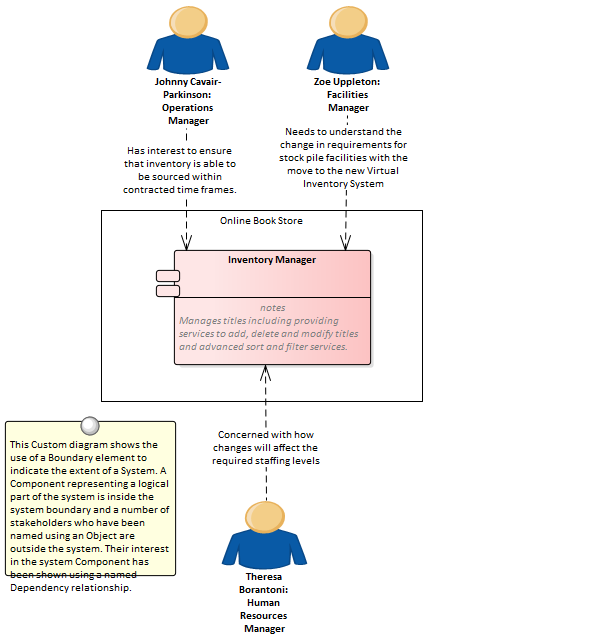 Johnny Cavair-
Parkinson:
Operations
Manager
Zoe Uppleton:
Facilities
Manager
Has interest to ensure
that inventory is able to
be sourced within
contracted time frames.
Needs to understand the
change in requirements for
stock pile facilities with the
move to the new Virtual
Inventory System
Online Book Store
Inventory Manager
notes
Manages titles including providing
services to add, delete and modify titles
and advanced sort and filter services.
Concerned with how
changes will affect the
required staffing levels
This Custom diagram shows the
use of a Boundary element to
indicate the extent of a System. A
Component representing a logical
part of the system is inside the
system boundary and a number of
stakeholders who have been
named using an Object are
outside the system. Their interest
in the system Component has
been shown using a named
Dependency relationship.
Theresa
Borantoni:
Human
Resources
Manager